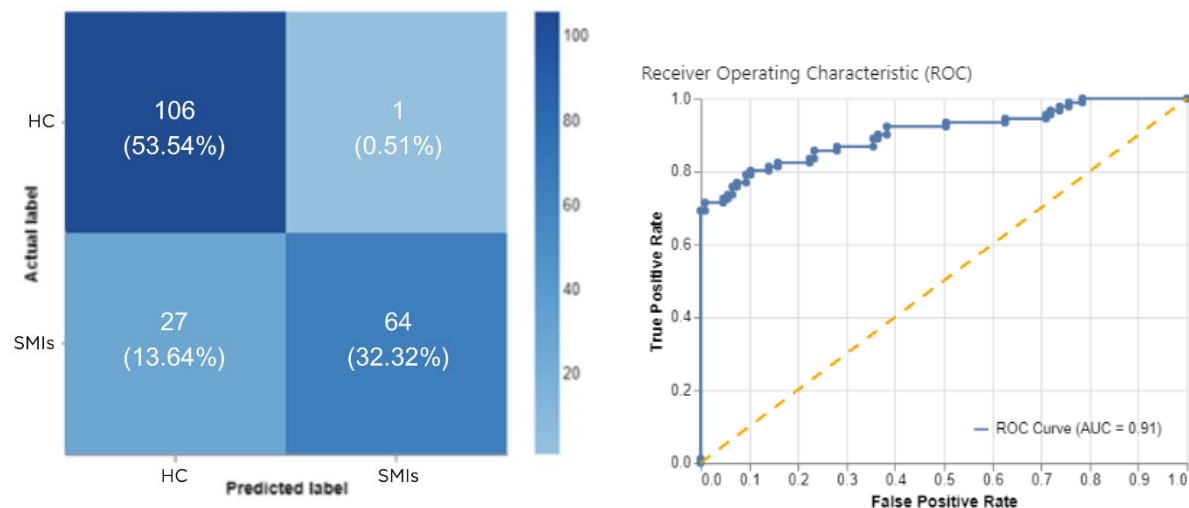 HC
SMIs
Actual label
106
(53.54%)
1
(0.51%)
27
(13.64%)
64
(32.32%)
HC
SMIs
Predicted label
100
80
60
40
20
Receiver Operating Characteristic (ROC)
True Positive Rate
1.0
0.8
0.6
0.4
0.2
0.0
ROC Curve (AUC = 0.91)
0.0 0.1 0.2 0.3 0.4 0.5 0.6 0.7 0.8 0.9 1.0
False Positive Rate